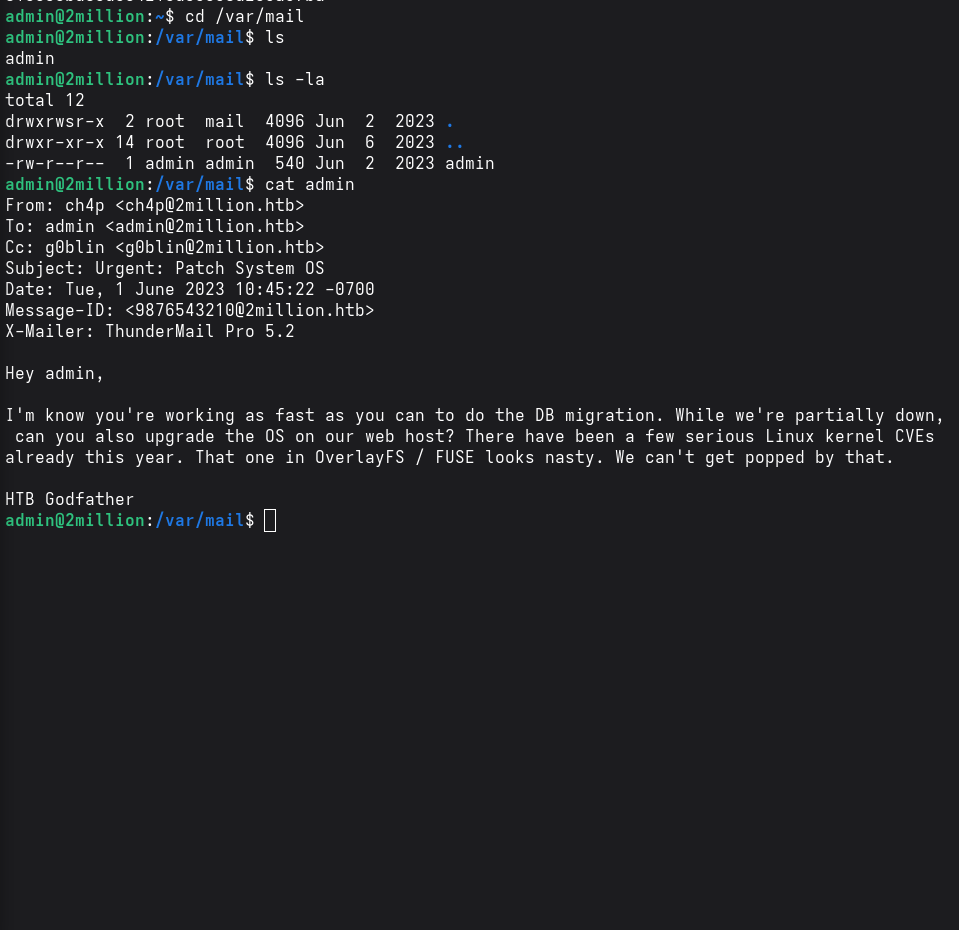 admin@2million:~$ cd /var/mail
admin@2million:/var/mail$ ls
admin
admin@2million:/var/mail$ ls -la
total 12
drwxrwsr-x  2 root  mail  4096 Jun  2  2023 .
drwxr-xr-x 14 root  root  4096 Jun  6  2023 ..
-rw-r--r--  1 admin admin  540 Jun  2  2023 admin
admin@2million:/var/mail$ cat admin
From: ch4p <ch4p@2million.htb>
To: admin <admin@2million.htb>
Cc: g0blin <g0blin@2million.htb>
Subject: Urgent: Patch System OS
Date: Tue, 1 June 2023 10:45:22 -0700
Message-ID: <9876543210@2million.htb>
X-Mailer: ThunderMail Pro 5.2

Hey admin,

I'm know you're working as fast as you can to do the DB migration. While we're partially down,
 can you also upgrade the OS on our web host? There have been a few serious Linux kernel CVEs
already this year. That one in OverlayFS / FUSE looks nasty. We can't get popped by that.

HTB Godfather
admin@2million:/var/mail$